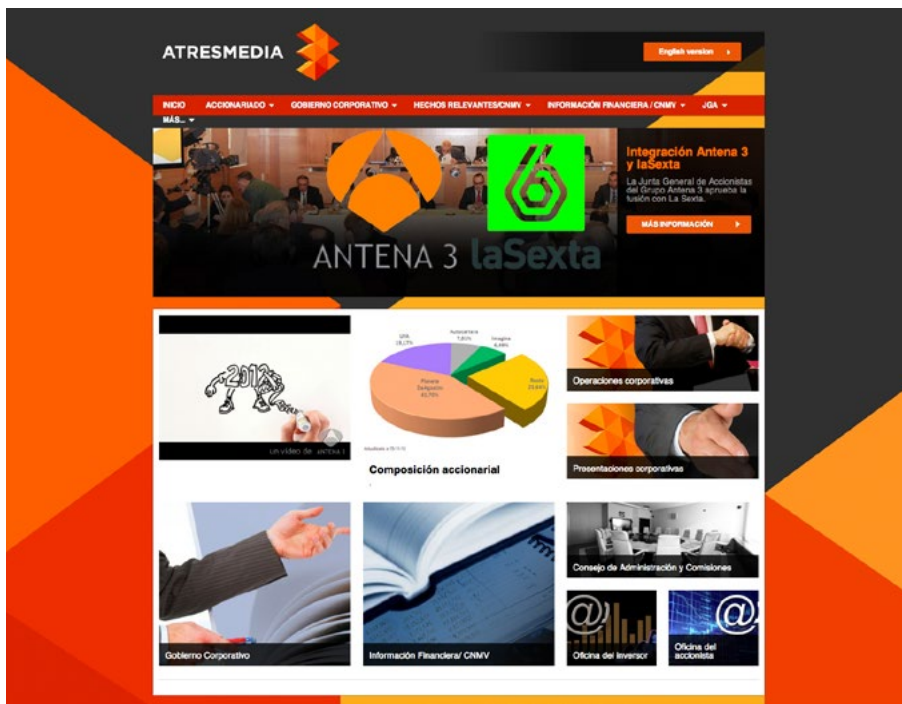 ATRESMEDIA
English version
INICIO ACCIONARIADO GOBIERNO CORPORATIVO HECHOS RELEVANTES/CNMV INFORMACIÓN FINANCIERA / CNMV JGA
MÁS...
Integración Antena 3
y laSexta
La Junta General de Accionistas
del Grupo Antena 3 aprueba la
fusión con La Sexta.
MÁS INFORMACIÓN
6
ANTENA 3 laSexta
2012
un vídeo de ANTENA 3
Autocartera
Imagina
UFA
Planeta
DeAgostini
Resto
Composición accionarial
Operaciones corporativas
Presentaciones corporativas
Gobierno Corporativo
Información Financiera/ CNMV
Consejo de Administración y Comisiones
@
Oficina del inversor
@
Oficina del
accionista